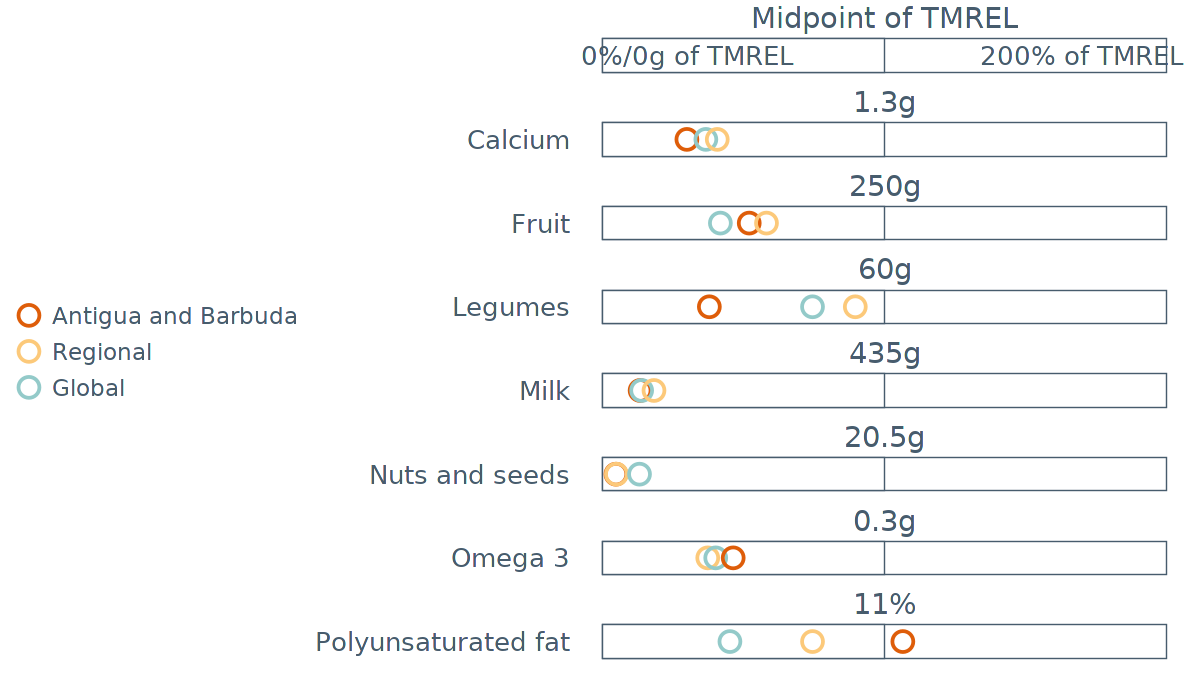 Midpoint of TMREL
0%/0g of TMREL
200% of TMREL
1.3g
Calcium
250g
Fruit
60g
Legumes
435g
Milk
20.5g
Nuts and seeds
0.3g
Omega 3
11%
Polyunsaturated fat
Antigua and Barbuda
Regional
Global